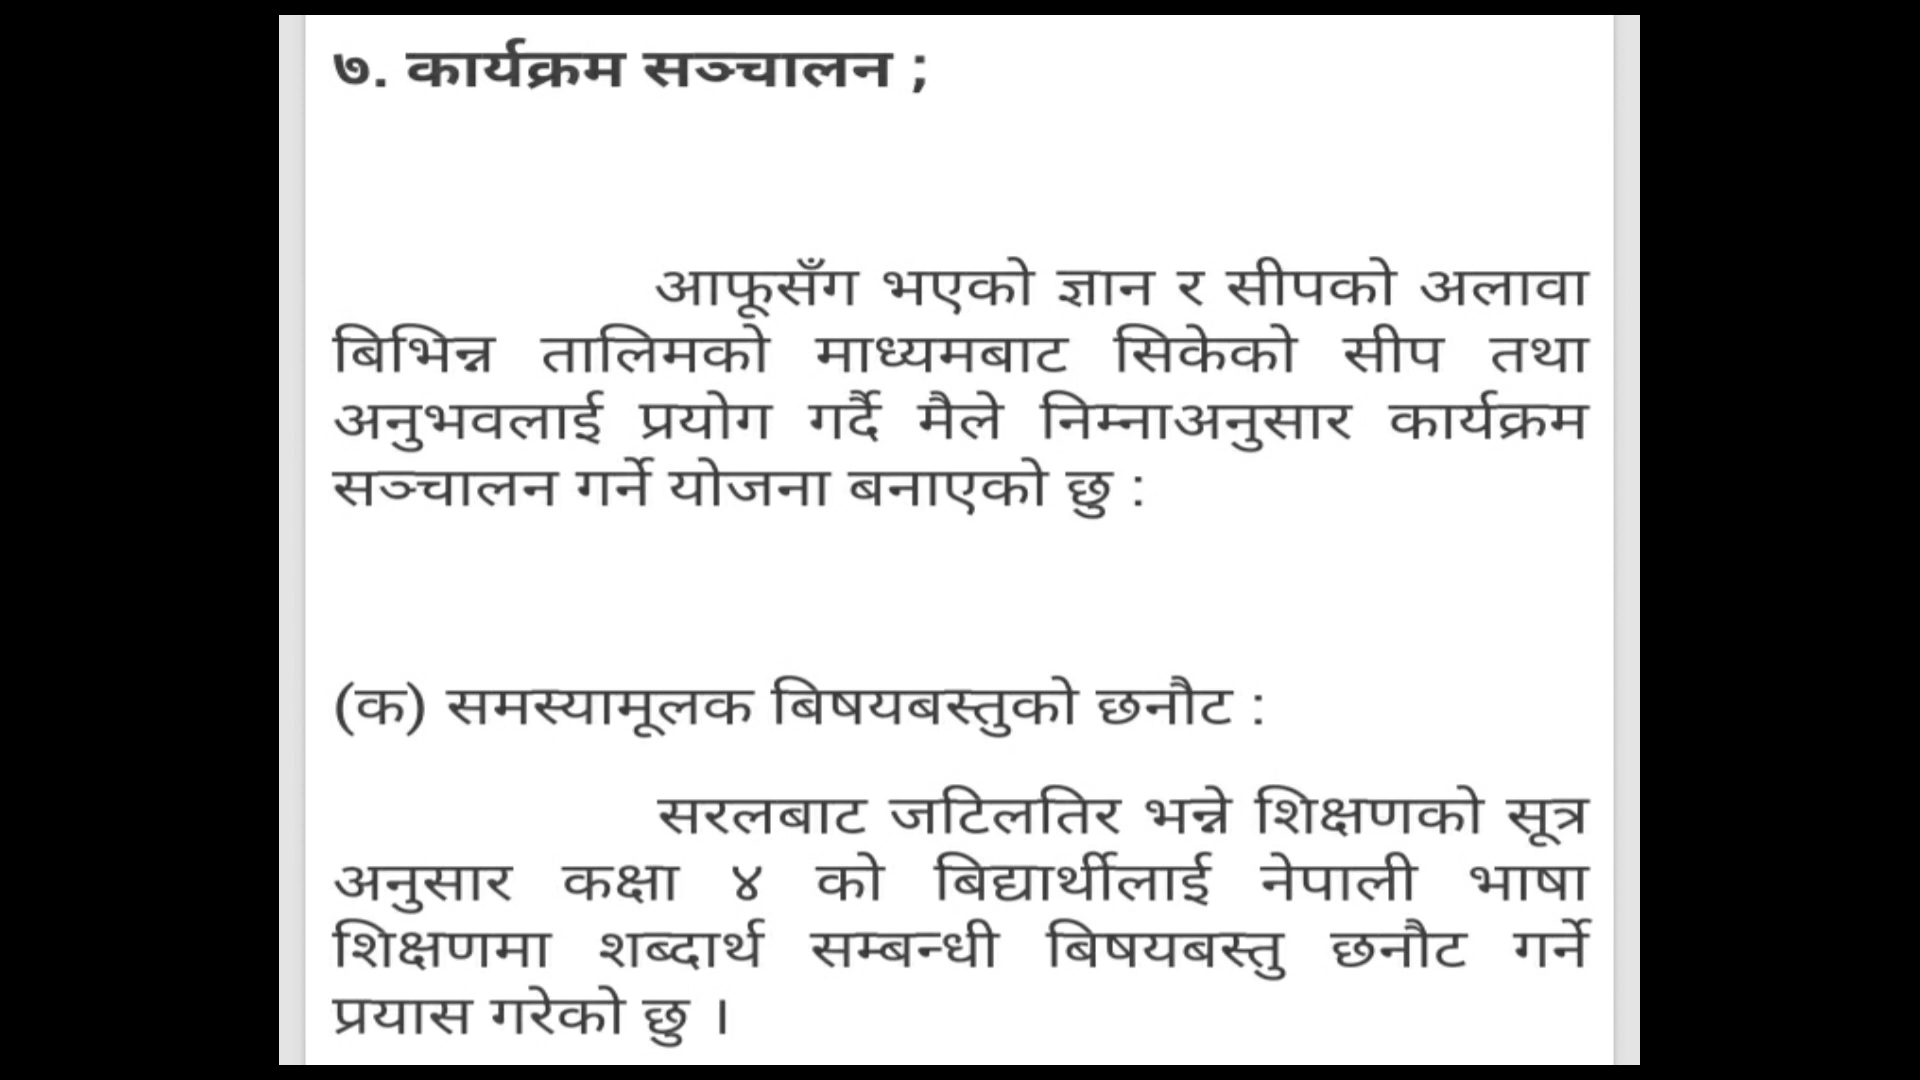 ७. कार्यक्रम सञ्चालन ;
आफूसँग भएको ज्ञान र सीपको अलावा
बिभिन्न तालिमको माध्यमबाट सिकेको सीप तथा
अनुभवलाई प्रयोग गर्दै मैले निम्नाअनुसार कार्यक्रम
सञ्चालन गर्ने योजना बनाएको छु :
(क) समस्यामूलक बिषयबस्तुको छनौट :
सरलबाट जटिलतिर भन्ने शिक्षणको सूत्र
अनुसार कक्षा ४ को बिद्यार्थीलाई नेपाली भाषा
शिक्षणमा शब्दार्थ सम्बन्धी बिषयबस्तु छनौट गर्ने
प्रयास गरेको छु ।